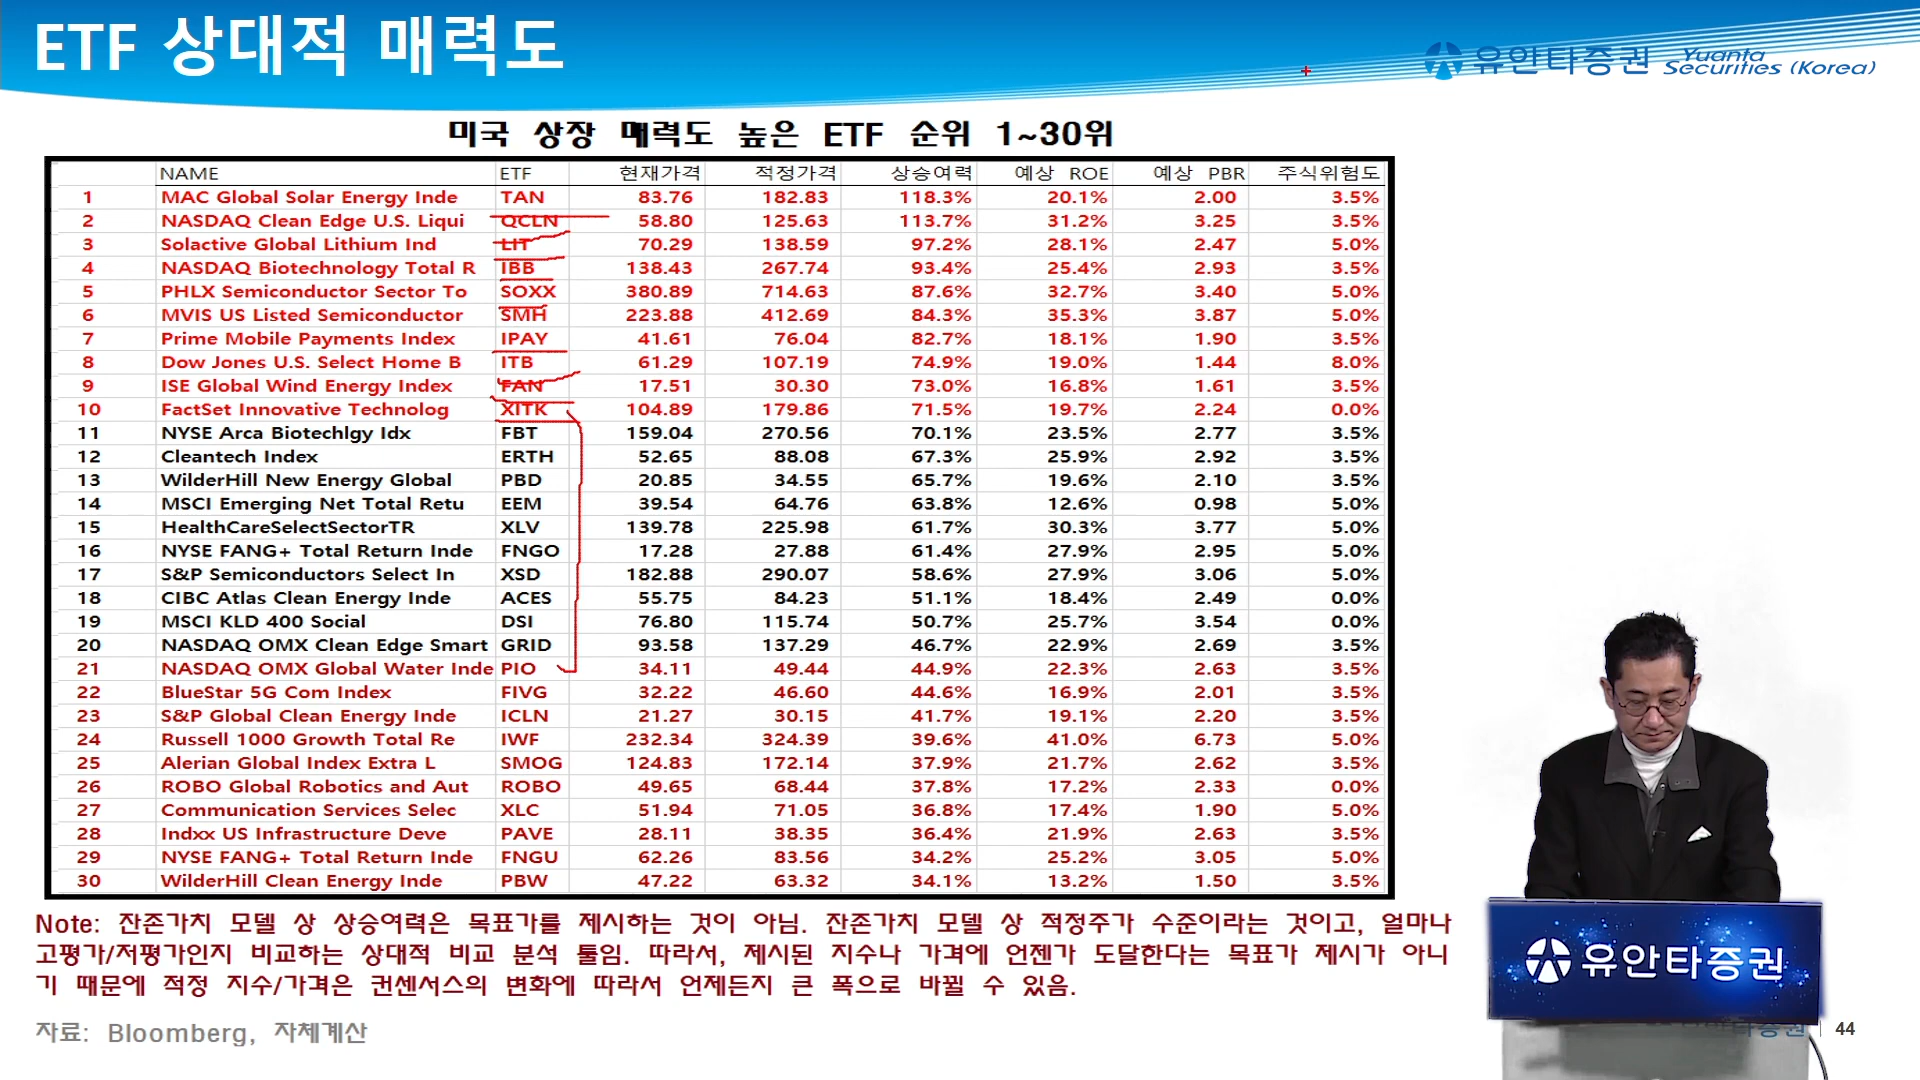 ETF 상대적 매력도
유안타증권 Yuanta Securities (Korea)
미국 상장 매력도 높은 ETF 순위 1~30위
NAME ETF 현재가격 적정가격 상승여력 예상 ROE 예상 PBR 주식위험도
1 MAC Global Solar Energy Inde TAN 83.76 182.83 118.3% 20.1% 2.00 3.5%
2 NASDAQ Clean Edge U.S. Liqui QCLN 58.80 125.63 113.7% 31.2% 3.25 3.5%
3 Solactive Global Lithium Ind LIT 70.29 138.59 97.2% 28.1% 2.47 5.0%
4 NASDAQ Biotechnology Total R IBB 138.43 267.74 93.4% 25.4% 2.93 3.5%
5 PHLX Semiconductor Sector To SOXX 380.89 714.63 87.6% 32.7% 3.40 5.0%
6 MVIS US Listed Semiconductor SMH 223.88 412.69 84.3% 35.3% 3.87 5.0%
7 Prime Mobile Payments Index IPAY 41.61 76.04 82.7% 18.1% 1.90 3.5%
8 Dow Jones U.S. Select Home B ITB 61.29 107.19 74.9% 19.0% 1.44 8.0%
9 ISE Global Wind Energy Index FAN 17.51 30.30 73.0% 16.8% 1.61 3.5%
10 FactSet Innovative Technolog XITK 104.89 179.86 71.5% 19.7% 2.24 0.0%
11 NYSE Arca Biotechlgy Idx FBT 159.04 270.56 70.1% 23.5% 2.77 3.5%
12 Cleantech Index ERTH 52.65 88.08 67.3% 25.9% 2.92 3.5%
13 WilderHill New Energy Global PBD 20.85 34.55 65.7% 19.6% 2.10 3.5%
14 MSCI Emerging Net Total Retu EEM 39.54 64.76 63.8% 12.6% 0.98 5.0%
15 HealthCareSelectSectorTR XLV 139.78 225.98 61.7% 30.3% 3.77 5.0%
16 NYSE FANG+ Total Return Inde FNGO 17.28 27.88 61.4% 27.9% 2.95 5.0%
17 S&P Semiconductors Select In XSD 182.88 290.07 58.6% 27.9% 3.06 5.0%
18 CIBC Atlas Clean Energy Inde ACES 55.75 84.23 51.1% 18.4% 2.49 0.0%
19 MSCI KLD 400 Social DSI 76.80 115.74 50.7% 25.7% 3.54 0.0%
20 NASDAQ OMX Clean Edge Smart GRID 93.58 137.29 46.7% 22.9% 2.69 3.5%
21 NASDAQ OMX Global Water Inde PIO 34.11 49.44 44.9% 22.3% 2.63 3.5%
22 BlueStar 5G Com Index FIVG 32.22 46.60 44.6% 16.9% 2.01 3.5%
23 S&P Global Clean Energy Inde ICLN 21.27 30.15 41.7% 19.1% 2.20 3.5%
24 Russell 1000 Growth Total Re IWF 232.34 324.39 39.6% 41.0% 6.73 5.0%
25 Alerian Global Index Extra L SMOG 124.83 172.14 37.9% 21.7% 2.62 3.5%
26 ROBO Global Robotics and Aut ROBO 49.65 68.44 37.8% 17.2% 2.33 0.0%
27 Communication Services Selec XLC 51.94 71.05 36.8% 17.4% 1.90 5.0%
28 Indxx US Infrastructure Deve PAVE 28.11 38.35 36.4% 21.9% 2.63 3.5%
29 NYSE FANG+ Total Return Inde FNGU 62.26 83.56 34.2% 25.2% 3.05 5.0%
30 WilderHill Clean Energy Inde PBW 47.22 63.32 34.1% 13.2% 1.50 3.5%
Note: 잔존가치 모델 상 상승여력은 목표가를 제시하는 것이 아님. 잔존가치 모델 상 적정주가 수준이라는 것이고, 얼마나
고평가/저평가인지 비교하는 상대적 비교 분석 툴임. 따라서, 제시된 지수나 가격에 언젠가 도달한다는 목표가 제시가 아니
기 때문에 적정 지수/가격은 컨센서스의 변화에 따라서 언제든지 큰 폭으로 바뀔 수 있음.
자료: Bloomberg, 자체계산
유안타증권
타증권 44